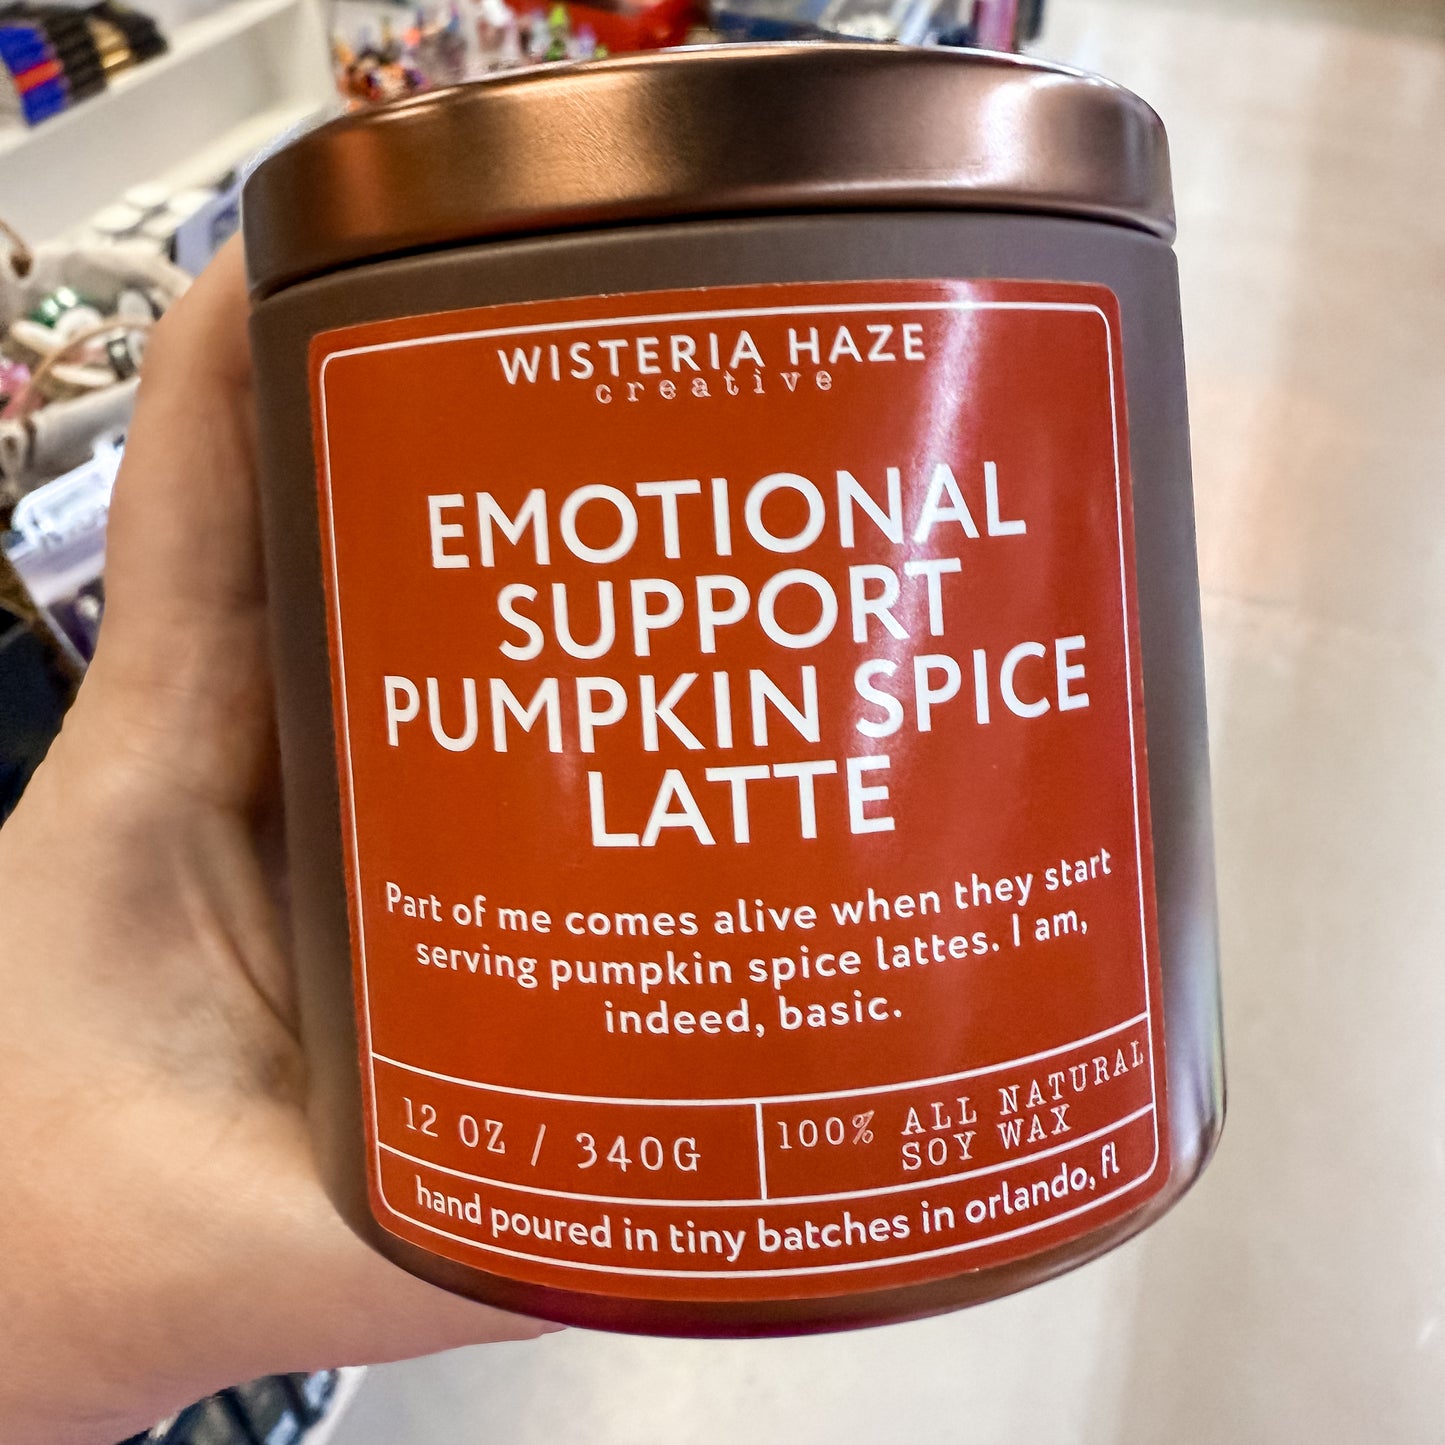 WISTERIA HAZE
creative
EMOTIONAL
SUPPORT
PUMPKIN SPICE
LATTE
Part of me comes alive when they start
serving pumpkin spice lattes. I am,
indeed, basic.
12 OZ / 340G
100% ALL NATURAL
SOY WAX
hand poured in tiny batches in orlando, fl